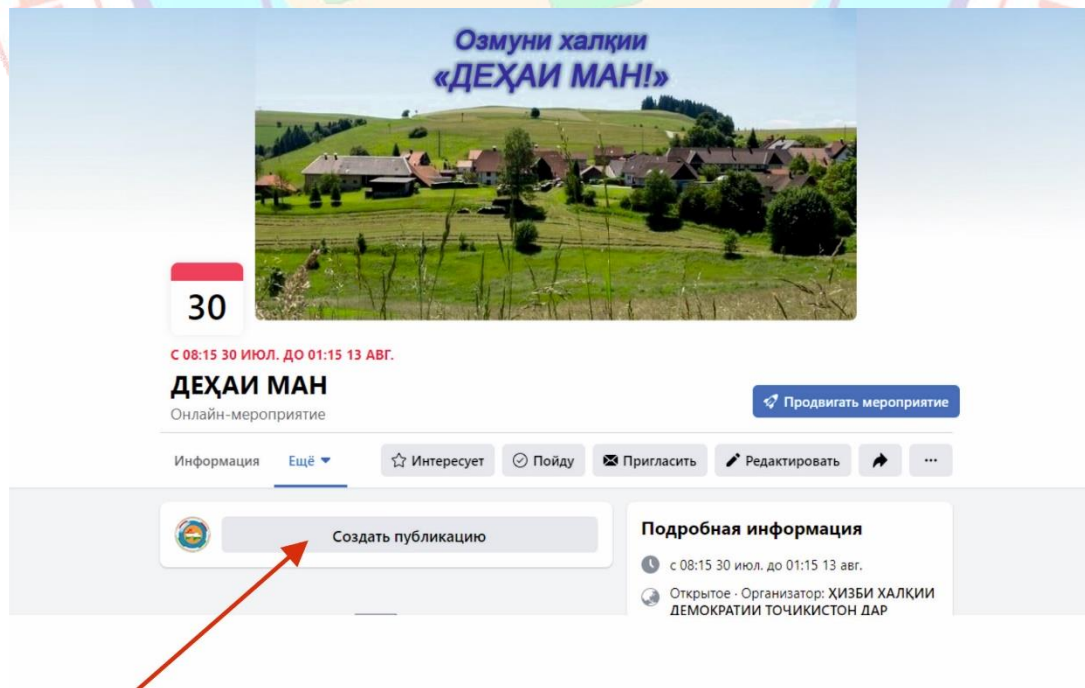 Озмуни халқии
«ДЕҲАИ МАН!»
30
С 08:15 30 ИЮЛ. ДО 01:15 13 АВГ.
ДЕҲАИ МАН
Онлайн-мероприятие
Продвигать мероприятие
Информация Ещё Интересует Пойду Пригласить Редактировать ...
Создать публикацию
Подробная информация
с 08:15 30 июл. до 01:15 13 авг.
Открытое · Организатор: ҲИЗБИ ХАЛҚИИ
ДЕМОКРАТИИ ТОҶИКИСТОН ДАР